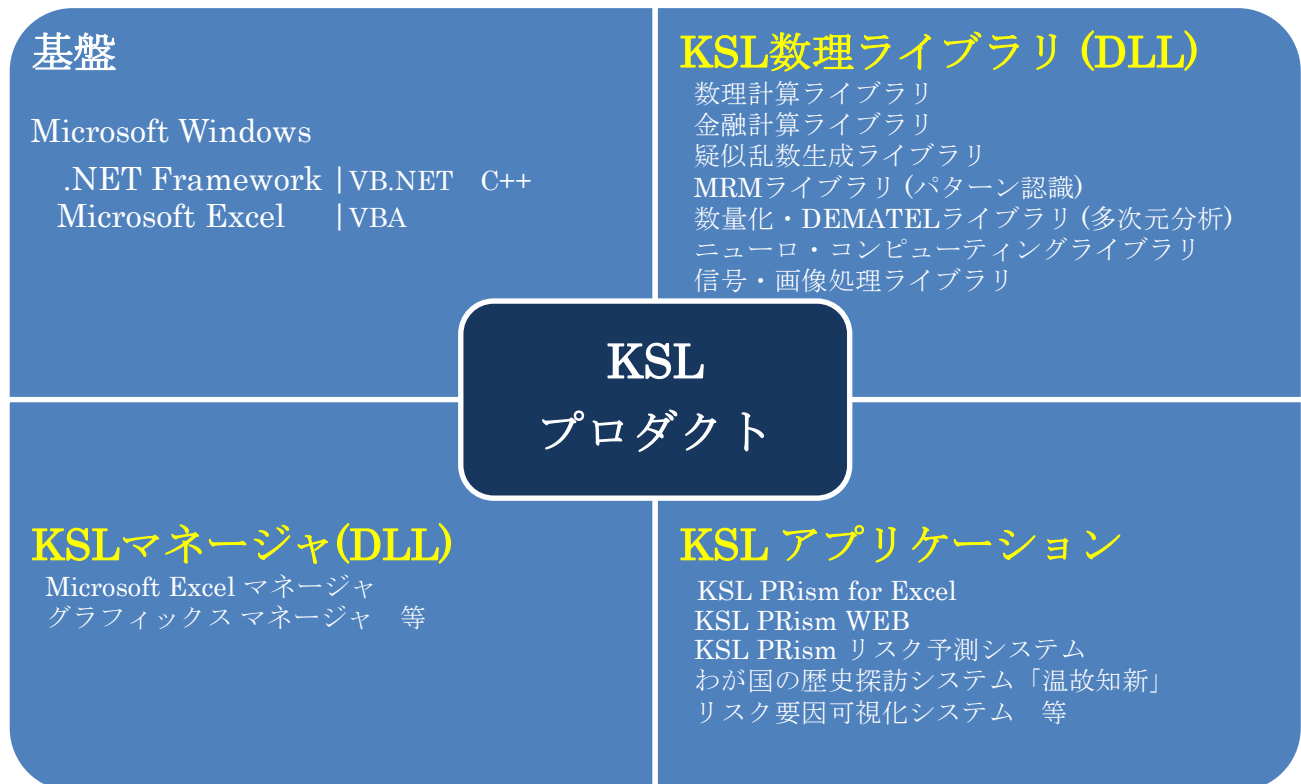 基盤
Microsoft Windows
.NET Framework |VB.NET　C++
Microsoft Excel |VBA
KSL数理ライブラリ (DLL)
数理計算ライブラリ
金融計算ライブラリ
疑似乱数生成ライブラリ
MRMライブラリ (パターン認識)
数量化・DEMATELライブラリ (多次元分析)
ニューロ・コンピューティングライブラリ
信号・画像処理ライブラリ
KSL
プロダクト
KSLマネージャ(DLL)
Microsoft Excel マネージャ
グラフィックス マネージャ　等
KSL アプリケーション
KSL PRism for Excel
KSL PRism WEB
KSL PRism リスク予測システム
わが国の歴史探訪システム「温故知新」
リスク要因可視化システム　等